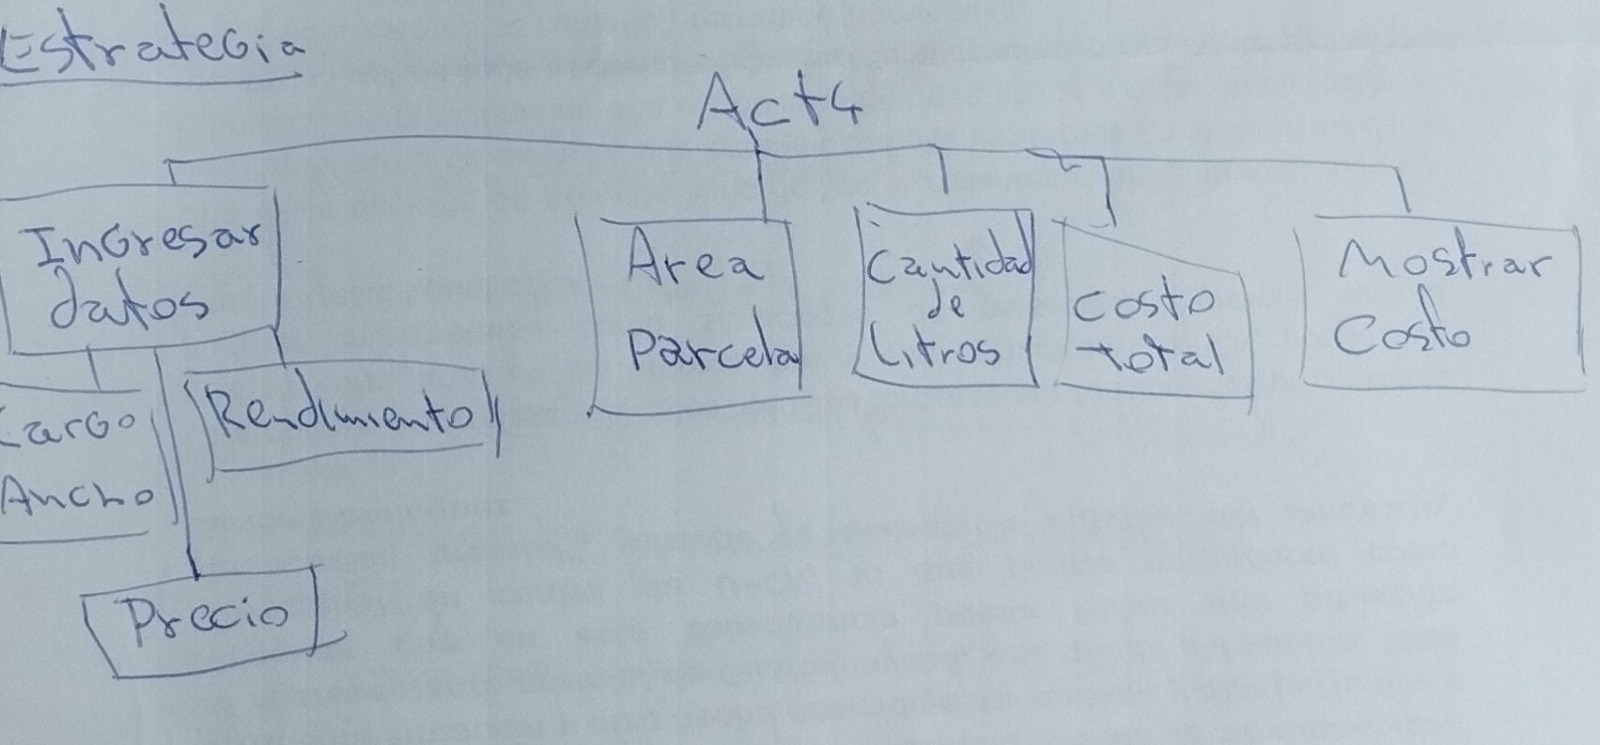 Estrategia
Act4
Ingresar
datos
Area
Parcela
Cantidad
de
Litros
Costo
total
Mostrar
Costo
Largo
Ancho
Rendimiento
Precio